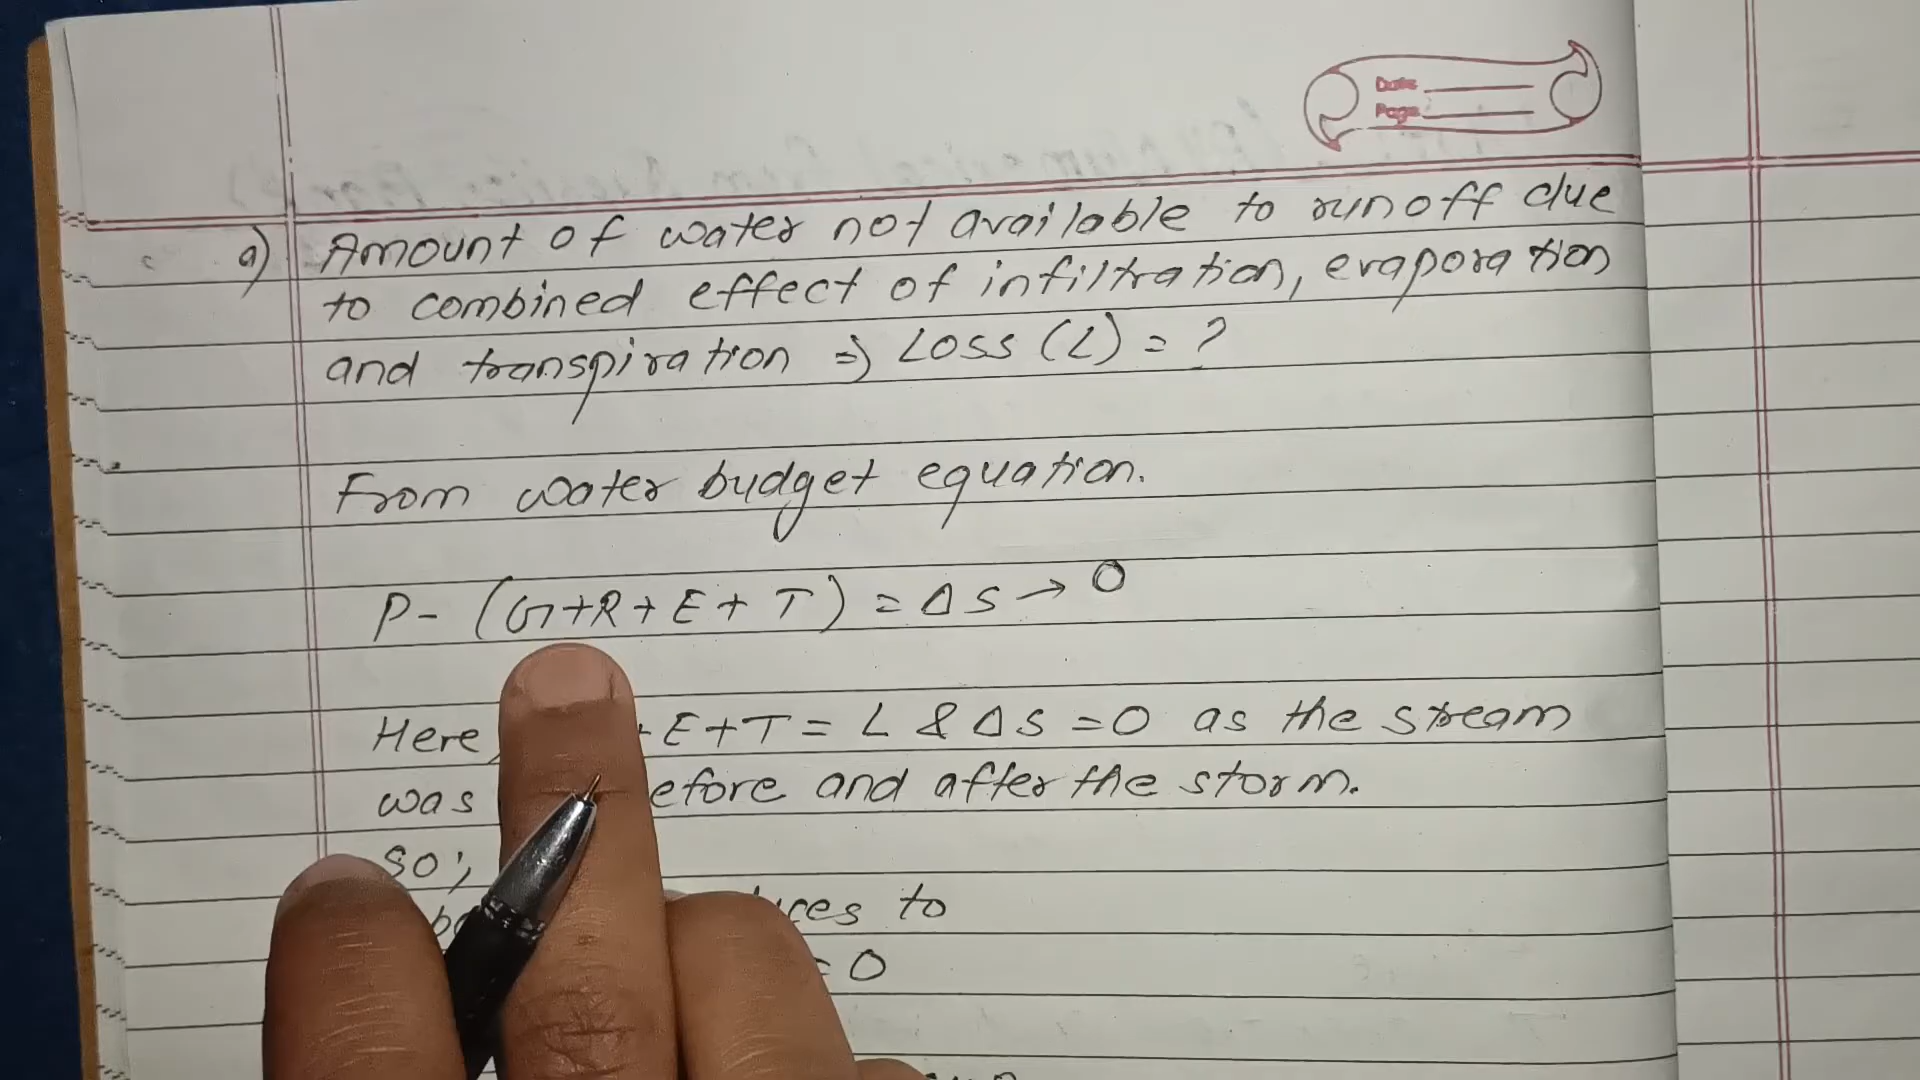 Date
Page
a) Amount of water not available to runoff due
to combined effect of infiltration, evaporation
and transpiration ⇒ Loss (L) = ?
From water budget equation.
P - (G+R+E+T) = ΔS → 0
Here, + E+T = L & ΔS = 0 as the stream
was efore and after the storm.
so;
ces to
= 0